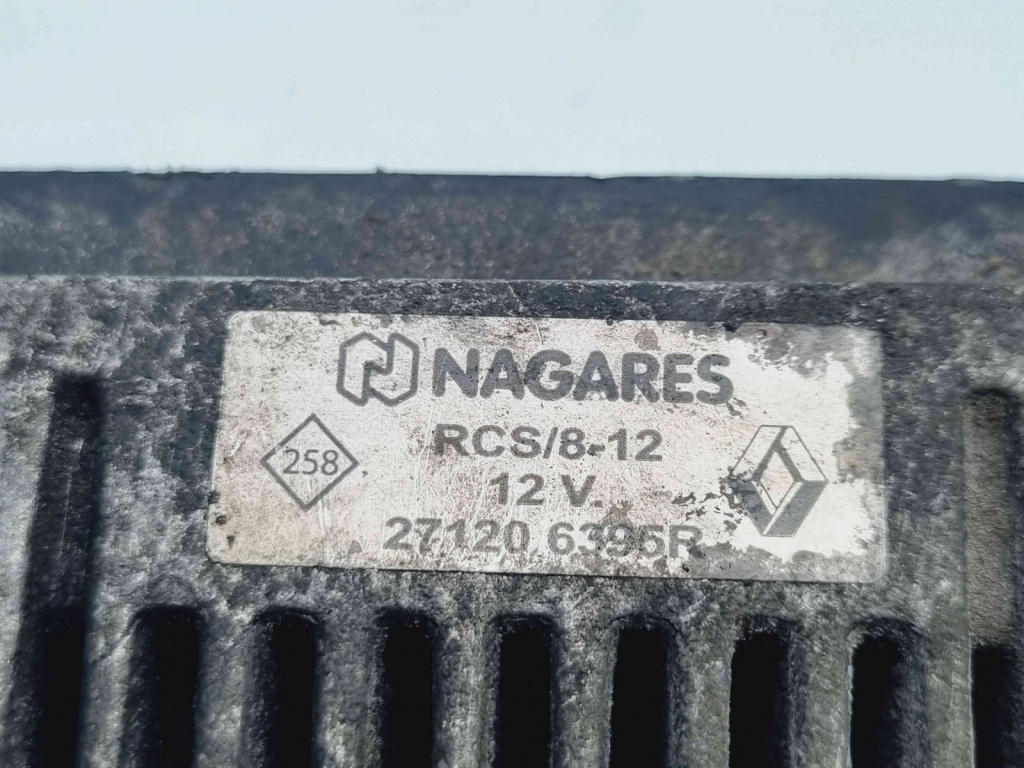 NAGARES
RCS/8-12
258
12 V.
27120 6395R